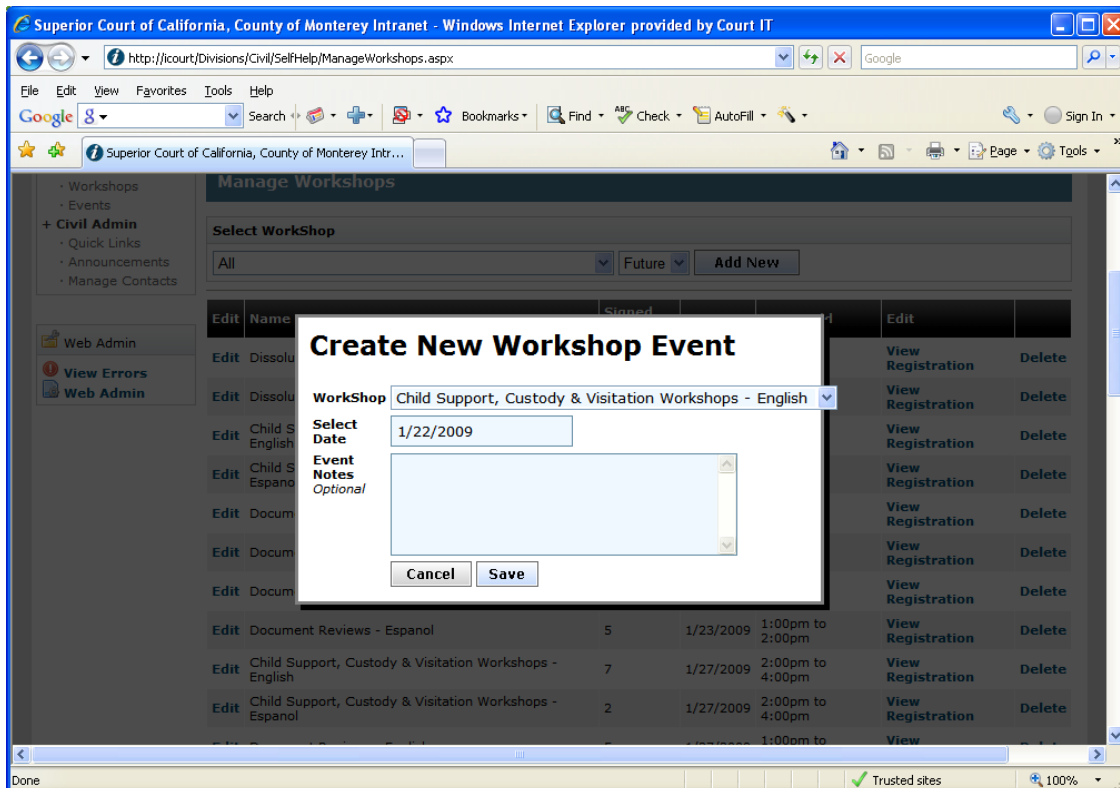 Superior Court of California, County of Monterey Intranet - Windows Internet Explorer provided by Court IT
http://icourt/Divisions/Civil/SelfHelp/ManageWorkshops.aspx
Google
File Edit View Favorites Tools Help
Google Search Bookmarks Find Check AutoFill Sign In
Superior Court of California, County of Monterey Intr... Page Tools
· Workshops
· Events
+ Civil Admin
· Quick Links
· Announcements
· Manage Contacts
Web Admin
View Errors
Web Admin
Manage Workshops
Select WorkShop
All Future Add New
Edit Name Signed Edit
Edit Dissolu View Registration Delete
Edit Dissolu View Registration Delete
Edit Child S English View Registration Delete
Edit Child S Espano View Registration Delete
Edit Docum View Registration Delete
Edit Docum View Registration Delete
Edit Docum View Registration Delete
Create New Workshop Event
WorkShop Child Support, Custody & Visitation Workshops - English
Select Date 1/22/2009
Event Notes
Optional
Cancel Save
Edit Document Reviews - Espanol 5 1/23/2009 1:00pm to 2:00pm View Registration Delete
Edit Child Support, Custody & Visitation Workshops - English 7 1/27/2009 2:00pm to 4:00pm View Registration Delete
Edit Child Support, Custody & Visitation Workshops - Espanol 2 1/27/2009 2:00pm to 4:00pm View Registration Delete
1:00pm to View
Done Trusted sites 100%